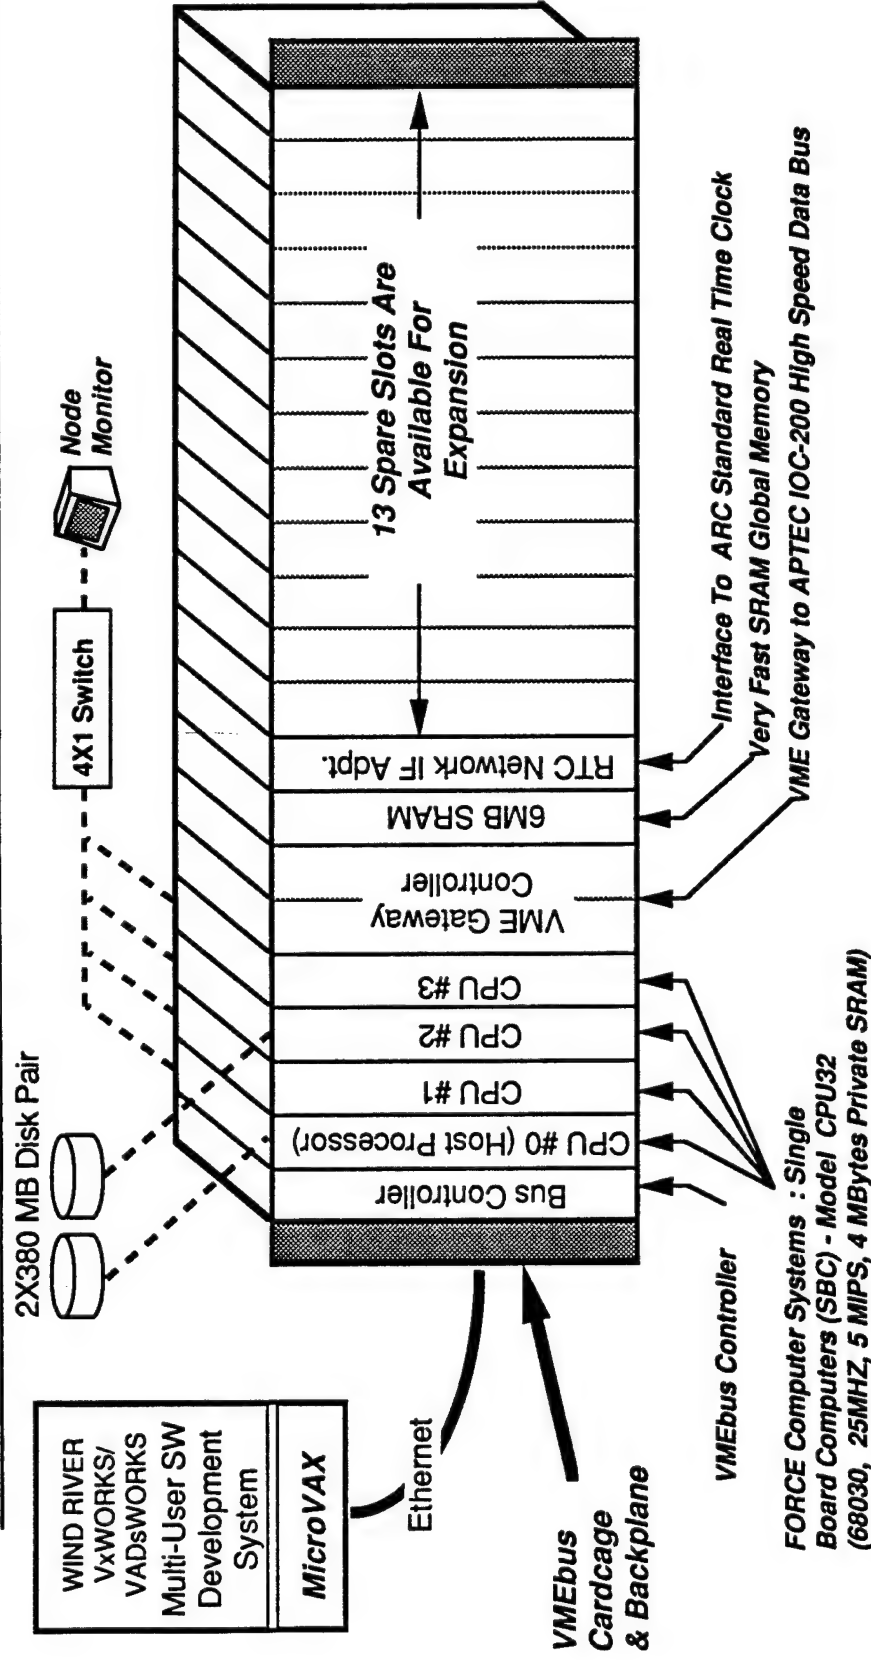 2X380 MB Disk Pair
4X1 Switch
Node
Monitor
WIND RIVER
VxWORKS/
VADsWORKS
Multi-User SW
Development
System
MicroVAX
Ethernet
VMEbus
Cardcage
& Backplane
Bus Controller
CPU #0 (Host Processor)
CPU #1
CPU #2
CPU #3
VME Gateway
Controller
6MB SRAM
RTC Network IF Adpt.
13 Spare Slots Are
Available For
Expansion
VMEbus Controller
Interface To ARC Standard Real Time Clock
Very Fast SRAM Global Memory
VME Gateway to APTEC IOC-200 High Speed Data Bus
FORCE Computer Systems : Single
Board Computers (SBC) - Model CPU32
(68030, 25MHZ, 5 MIPS, 4 MBytes Private SRAM)